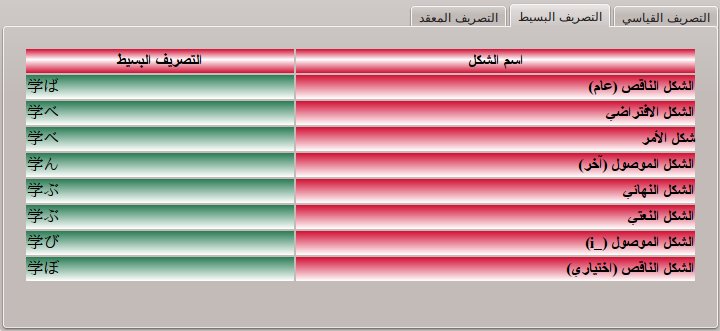 التصريف القياسي
التصريف البسيط
التصريف المعقد
اسم الشكل	التصريف البسيط
الشكل الناقص (عام)	学ば
الشكل الافتراضي	学べ
شكل الأمر	学べ
الشكل الموصول (آخر)	学ん
الشكل النهائي	学ぶ
الشكل النعتي	学ぶ
الشكل الموصول (_i)	学び
الشكل الناقص (اختياري)	学ぼ